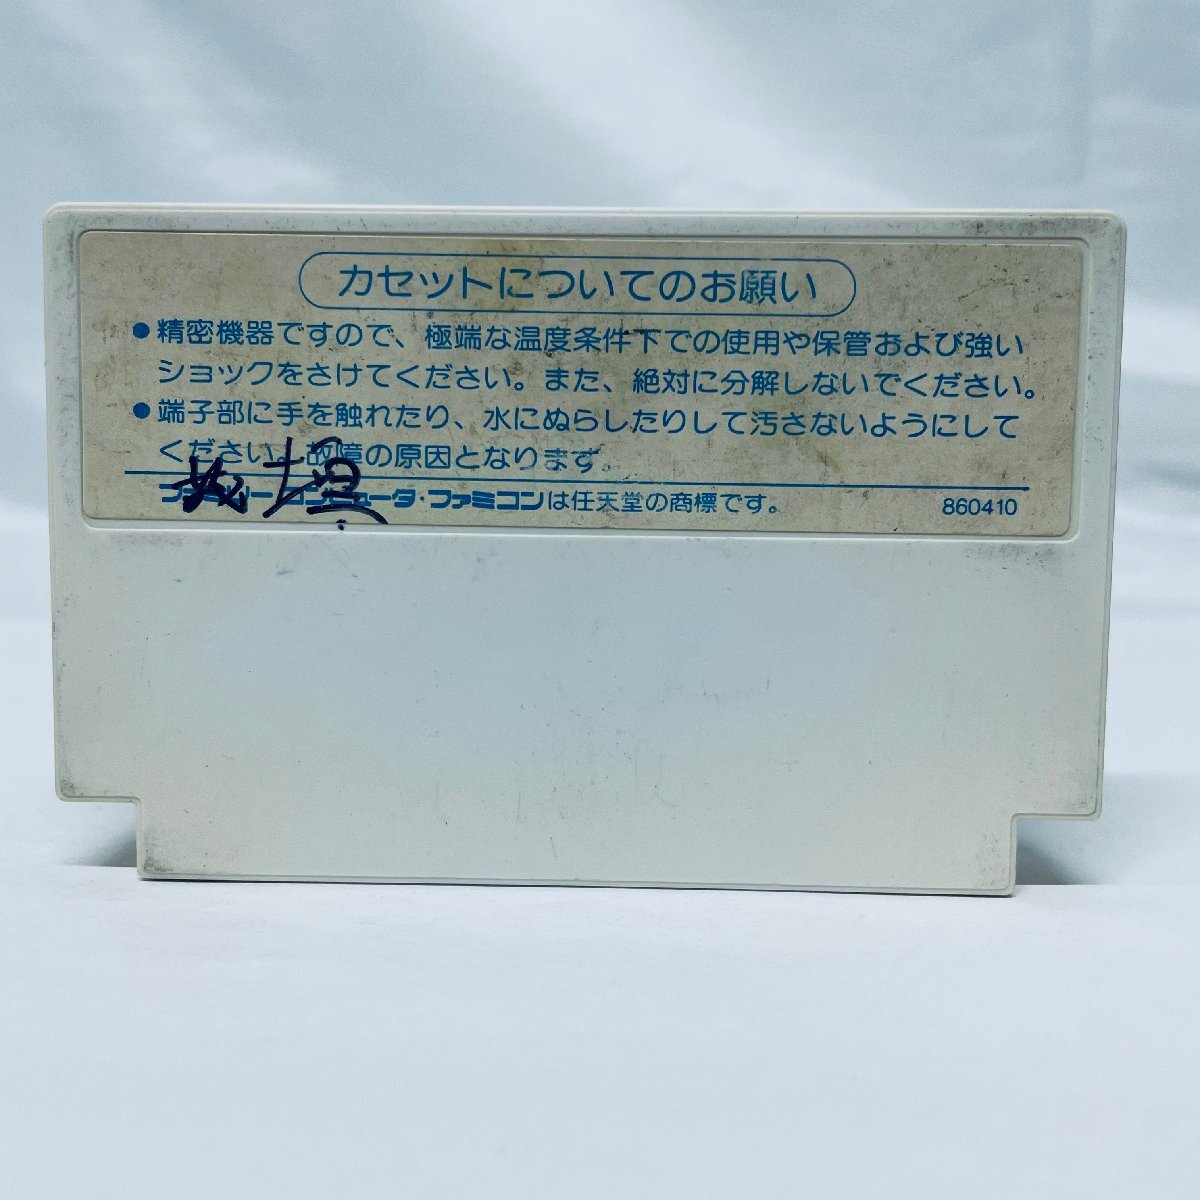 カセットについてのお願い
●精密機器ですので、極端な温度条件下での使用や保管および強い
ショックをさけてください。また、絶対に分解しないでください。
●端子部に手を触れたり、水にぬらしたりして汚さないようにして
ください。故障の原因となります。
ファミリーコンピュータ・ファミコンは任天堂の商標です。
860410